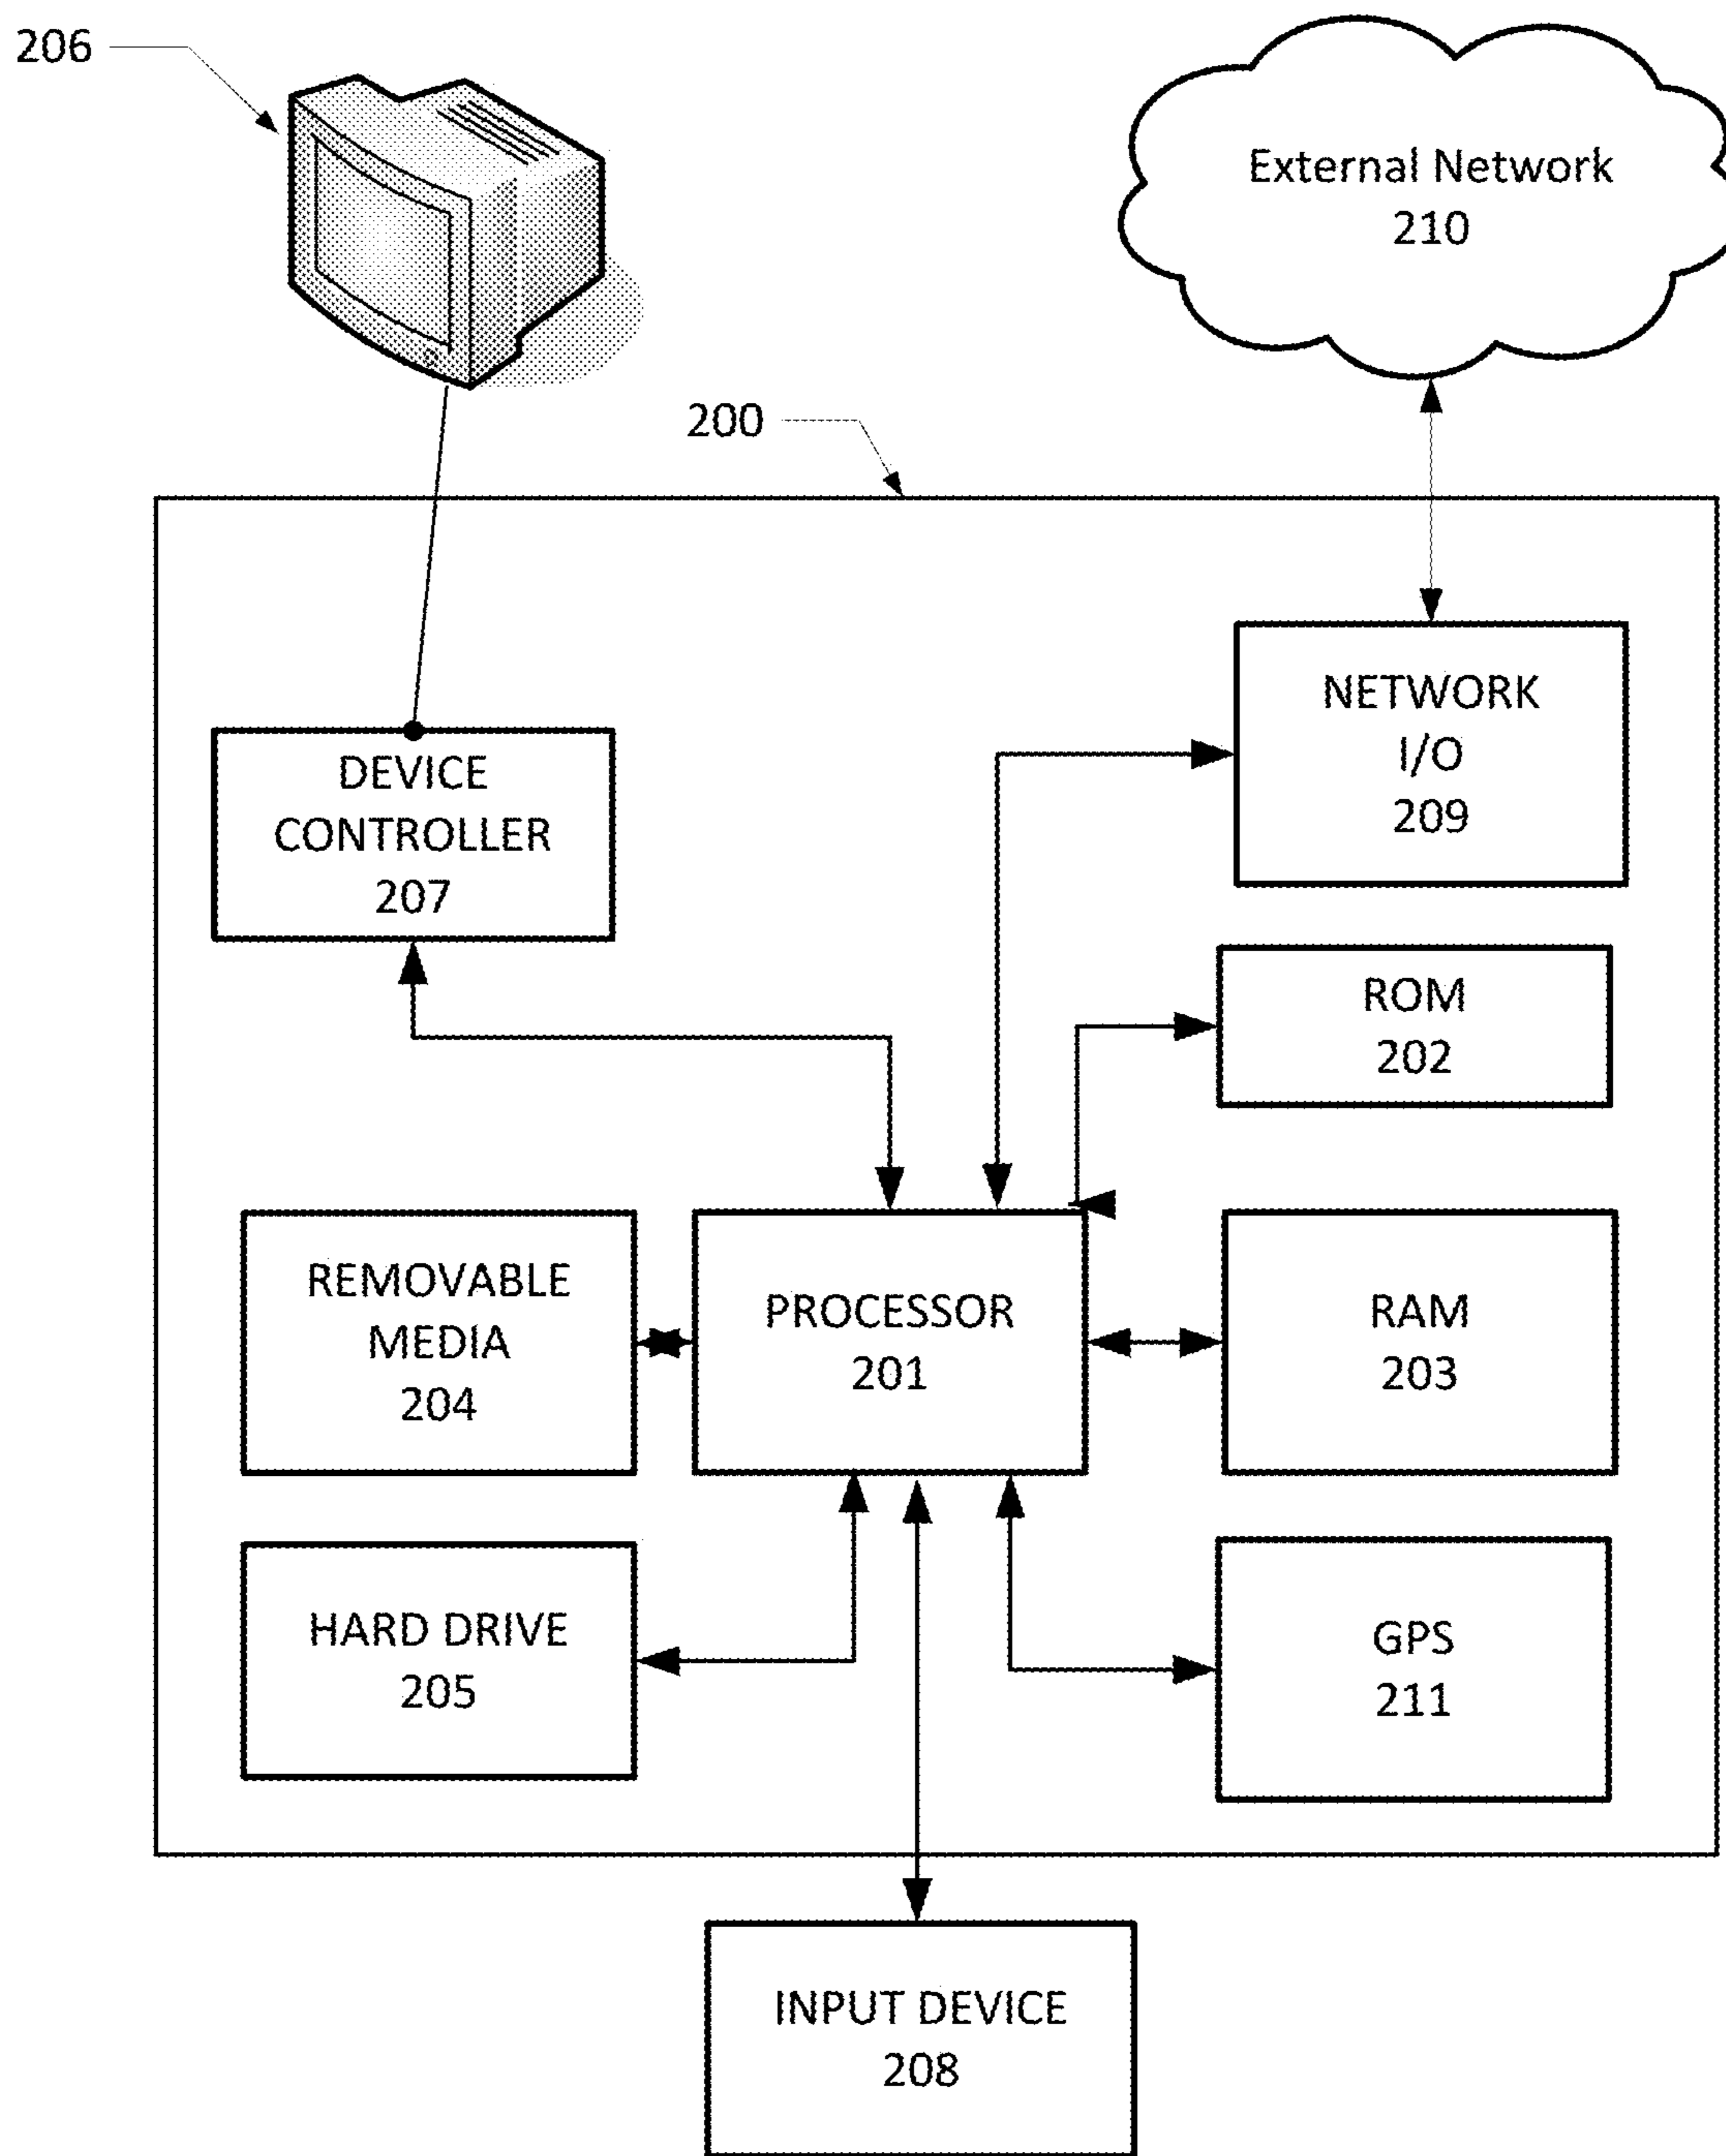 206
External Network
210
200
NETWORK
I/O
209
DEVICE
CONTROLLER
207
ROM
202
REMOVABLE
MEDIA
204
PROCESSOR
201
RAM
203
HARD DRIVE
205
GPS
211
INPUT DEVICE
208